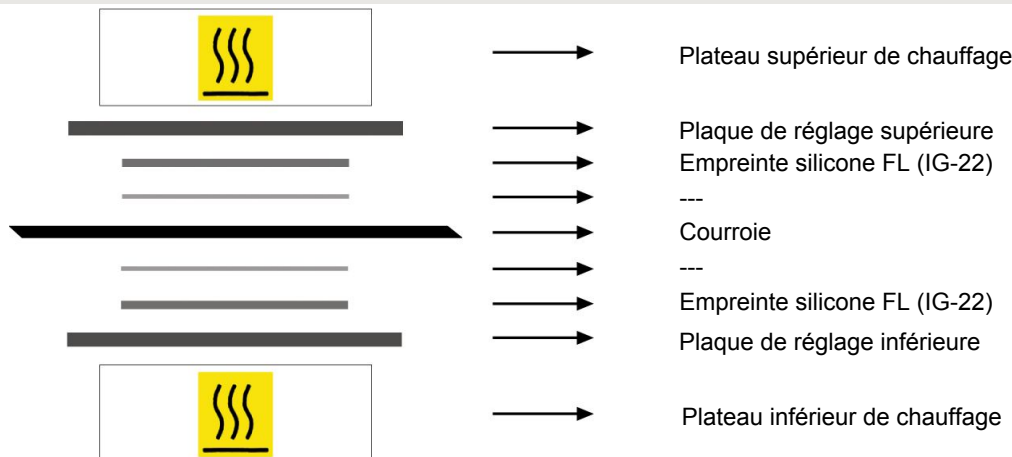 Plateau supérieur de chauffage
Plaque de réglage supérieure
Empreinte silicone FL (IG-22)
---
Courroie
---
Empreinte silicone FL (IG-22)
Plaque de réglage inférieure
Plateau inférieur de chauffage